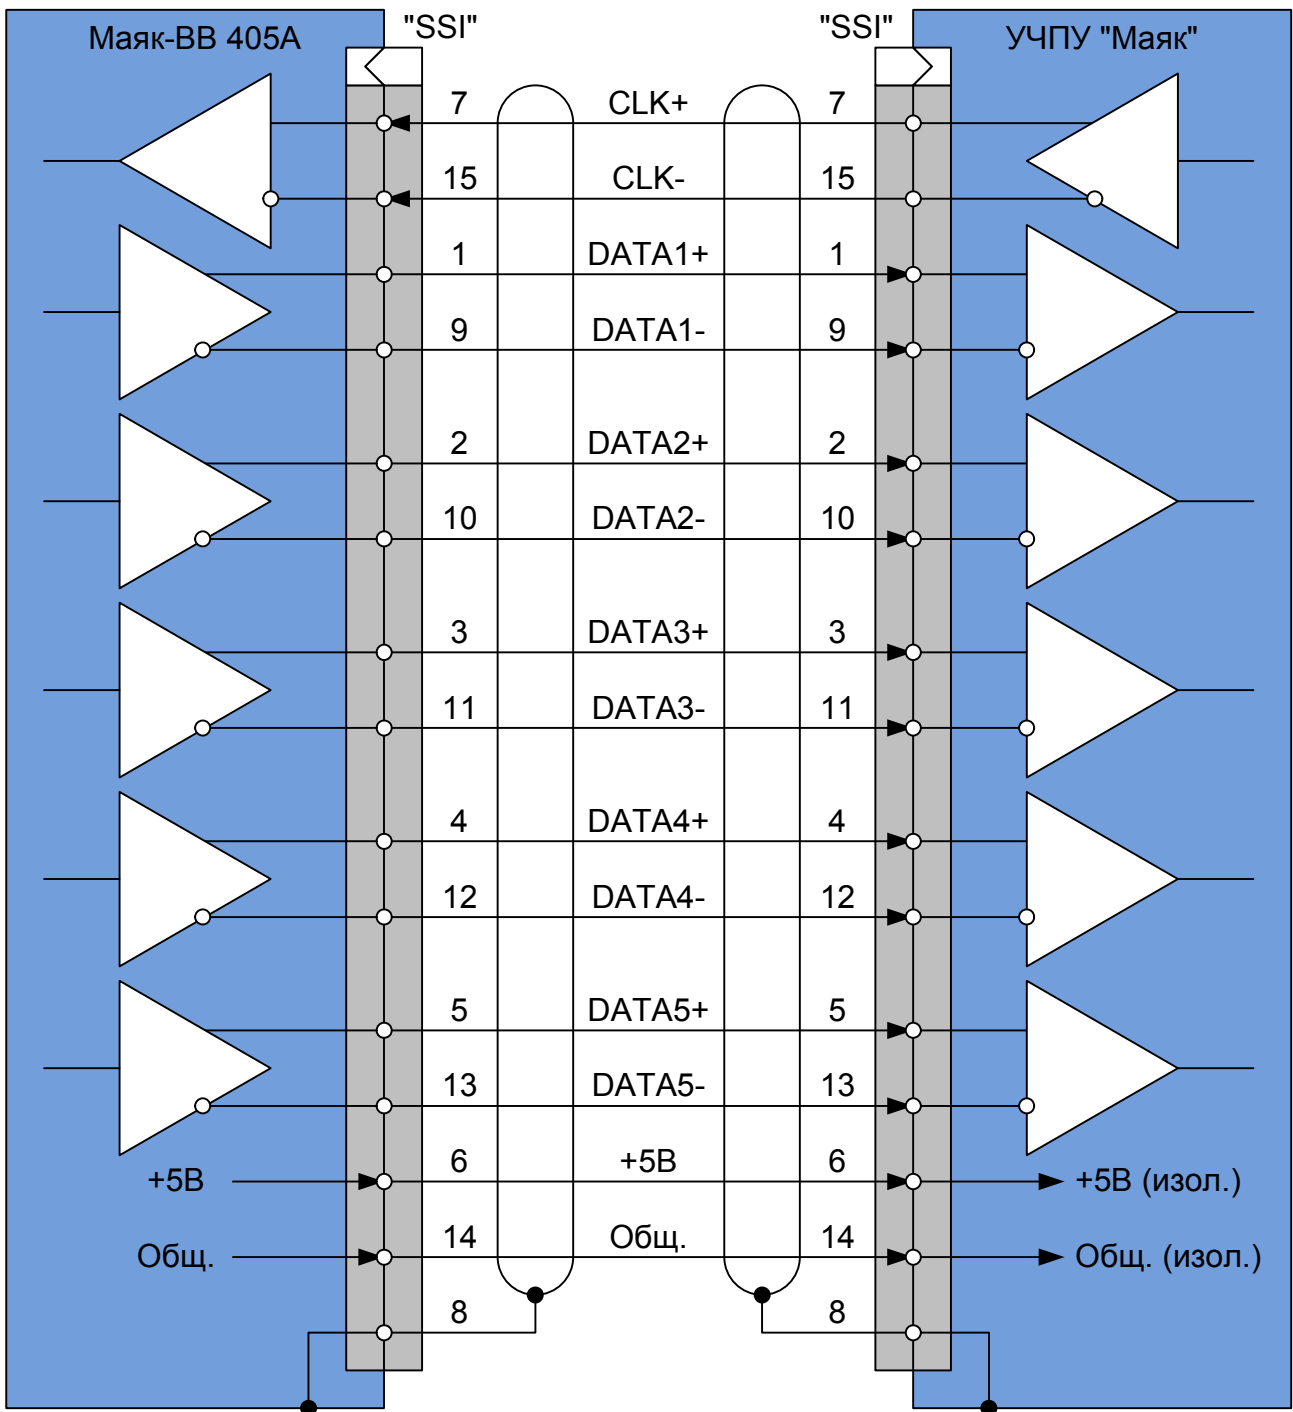 Маяк-ВВ 405А "SSI" "SSI" УЧПУ "Маяк"
7 CLK+ 7
15 CLK- 15
1 DATA1+ 1
9 DATA1- 9
2 DATA2+ 2
10 DATA2- 10
3 DATA3+ 3
11 DATA3- 11
4 DATA4+ 4
12 DATA4- 12
5 DATA5+ 5
13 DATA5- 13
+5В 6 +5В 6 +5В (изол.)
Общ. 14 Общ. 14 Общ. (изол.)
8 8